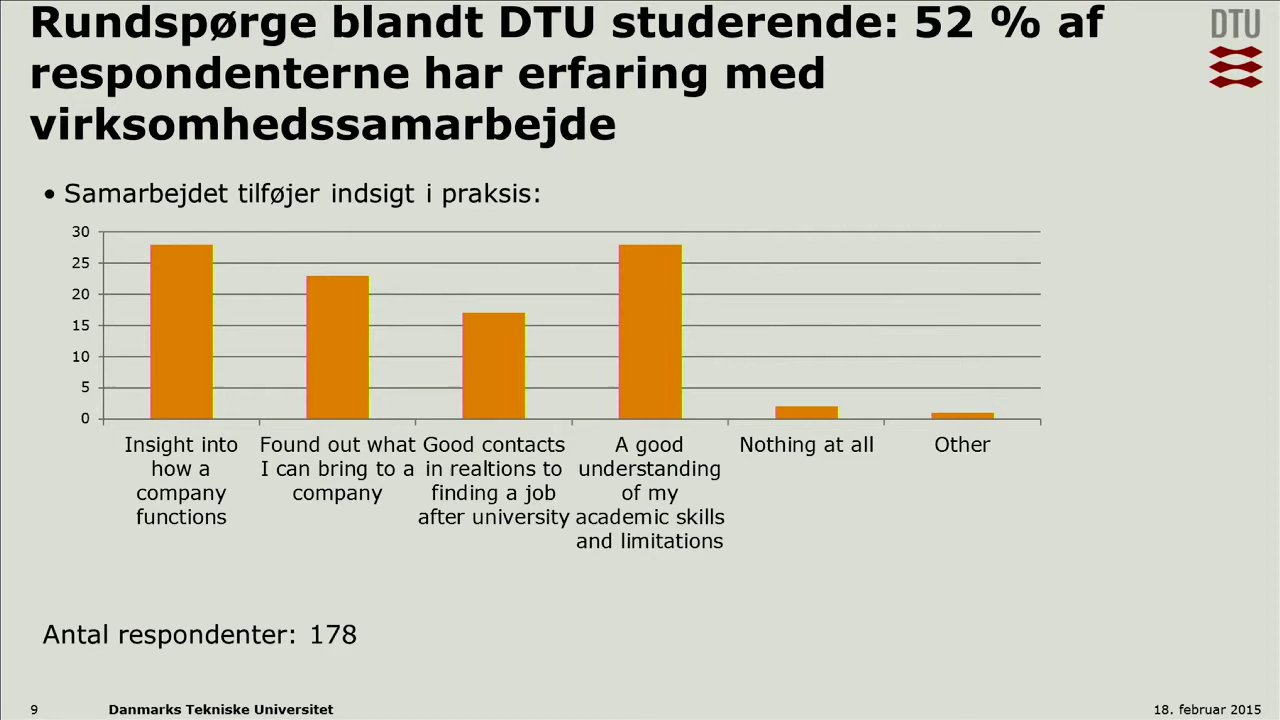 Rundspørge blandt DTU studerende: 52 % af
respondenterne har erfaring med
virksomhedssamarbejde
DTU
• Samarbejdet tilføjer indsigt i praksis:
30
25
20
15
10
5
0
Insight into
how a
company
functions
Found out what
I can bring to a
company
Good contacts
in realtions to
finding a job
after university
A good
understanding
of my
academic skills
and limitations
Nothing at all
Other
Antal respondenter: 178
9
Danmarks Tekniske Universitet
18. februar 2015